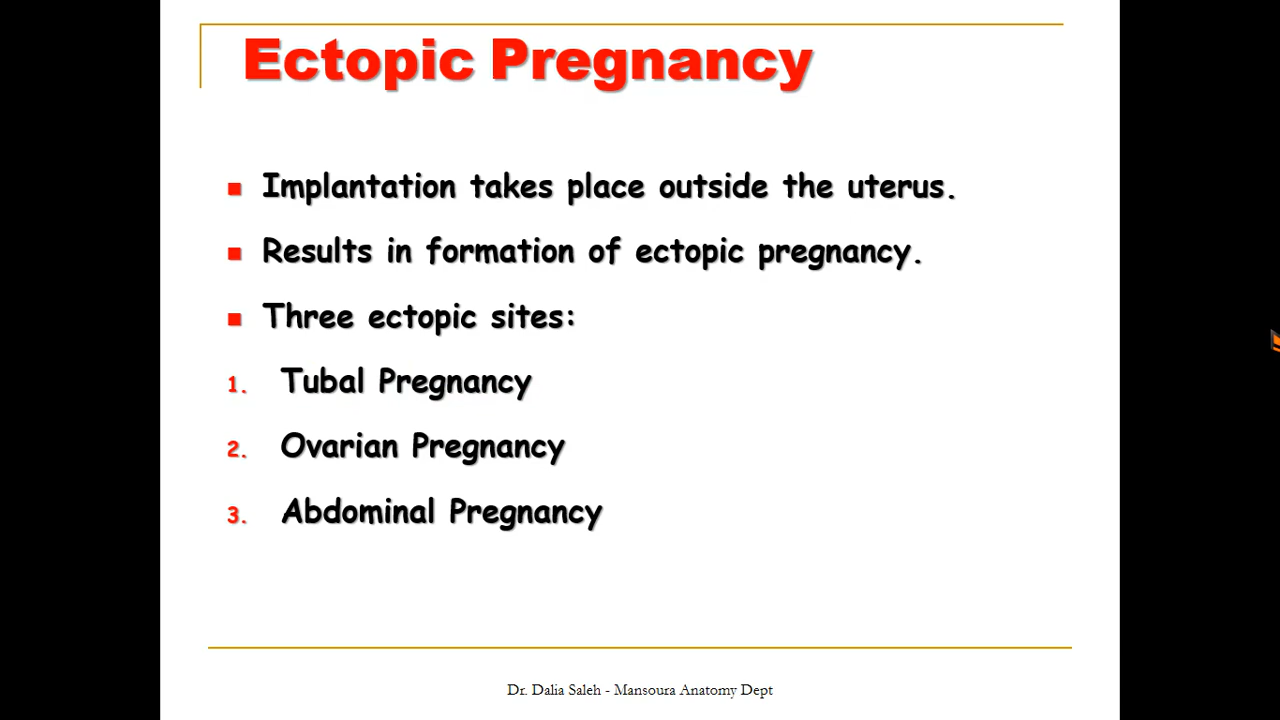 Ectopic Pregnancy
Implantation takes place outside the uterus.
Results in formation of ectopic pregnancy.
Three ectopic sites:
1. Tubal Pregnancy
2. Ovarian Pregnancy
3. Abdominal Pregnancy
Dr. Dalia Saleh - Mansoura Anatomy Dept